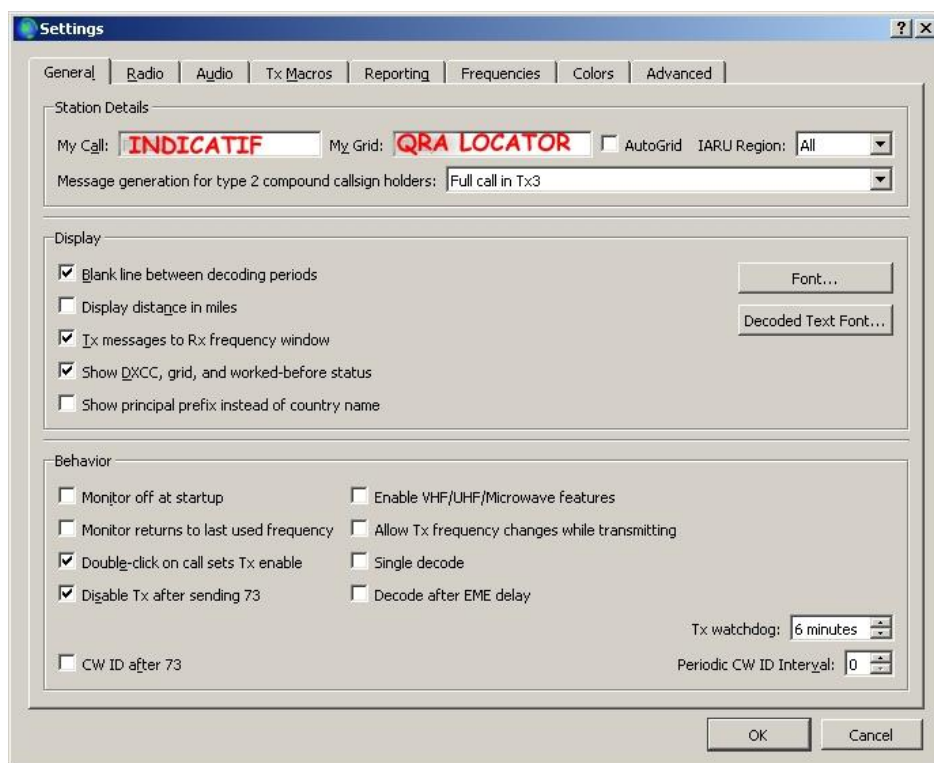 Settings
General Radio Audio Tx Macros Reporting Frequencies Colors Advanced
Station Details
My Call: INDICATIF My Grid: QRA LOCATOR AutoGrid IARU Region: All
Message generation for type 2 compound callsign holders: Full call in Tx3
Display
Blank line between decoding periods
Font...
Display distance in miles
Decoded Text Font...
Tx messages to Rx frequency window
Show DXCC, grid, and worked-before status
Show principal prefix instead of country name
Behavior
Monitor off at startup Enable VHF/UHF/Microwave features
Monitor returns to last used frequency Allow Tx frequency changes while transmitting
Double-click on call sets Tx enable Single decode
Disable Tx after sending 73 Decode after EME delay
Tx watchdog: 6 minutes
CW ID after 73 Periodic CW ID Interval: 0
OK Cancel